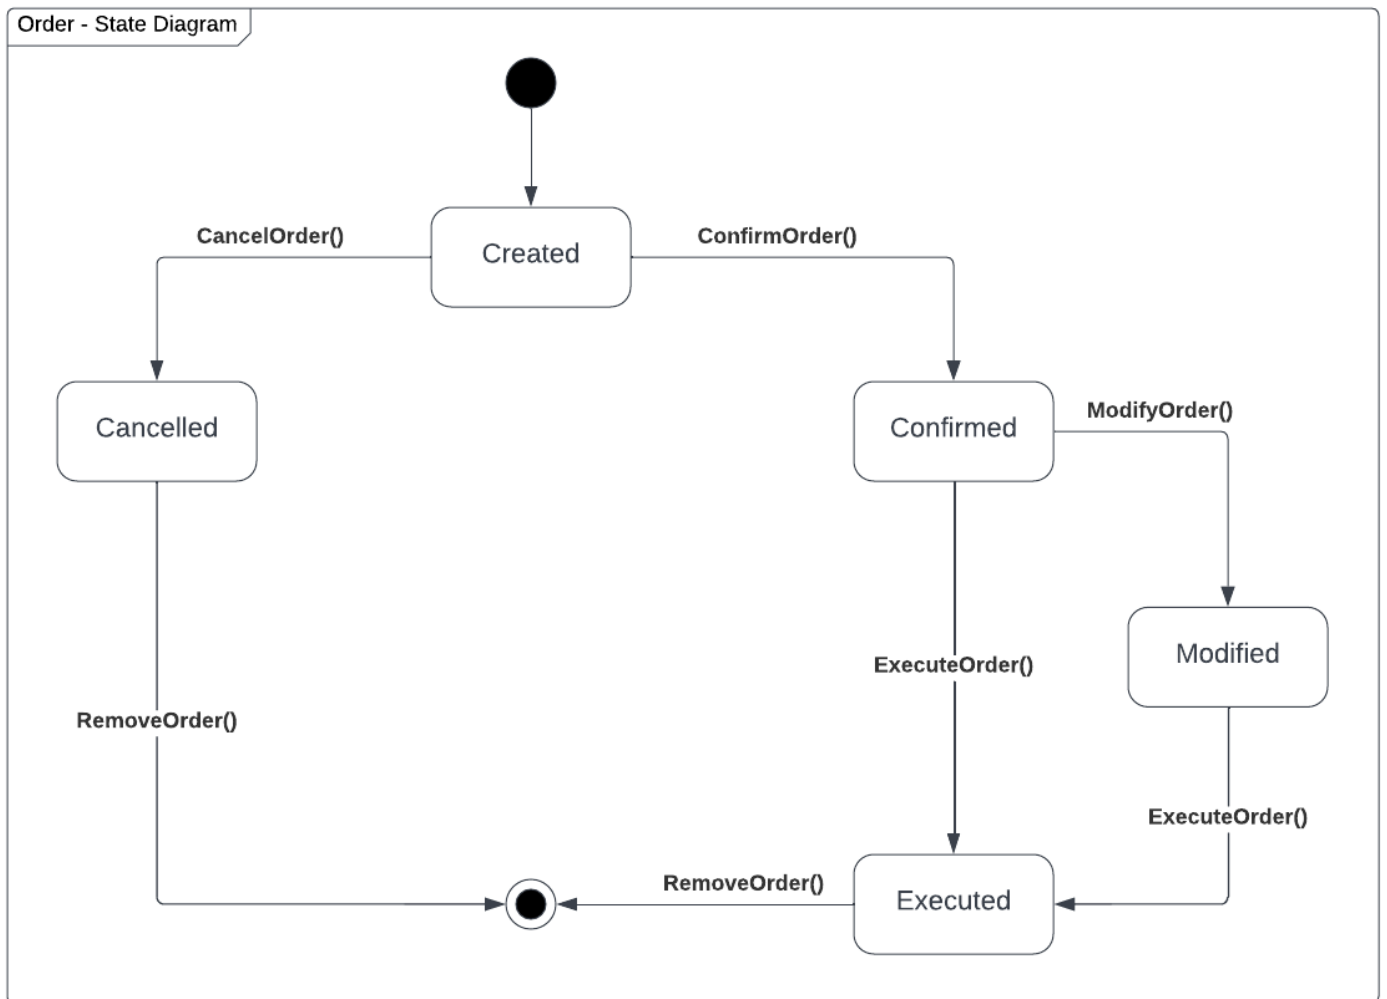 Order - State Diagram
CancelOrder()
ConfirmOrder()
Created
Cancelled
Confirmed
ModifyOrder()
Modified
ExecuteOrder()
RemoveOrder()
ExecuteOrder()
RemoveOrder()
Executed